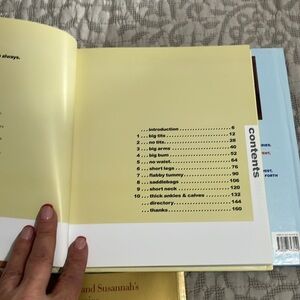 always.
... introduction 6
1 ... big tits 12
2 ... no tits 28
3 ... big arms 40
4 ... big bum 52
5 ... no waist 64
6 ... short legs 76
7 ... flabby tummy 90
8 ... saddlebags 106
9 ... short neck 120
10 ... thick ankles & calves 132
directory 144
thanks 160
contents
and Susannah's